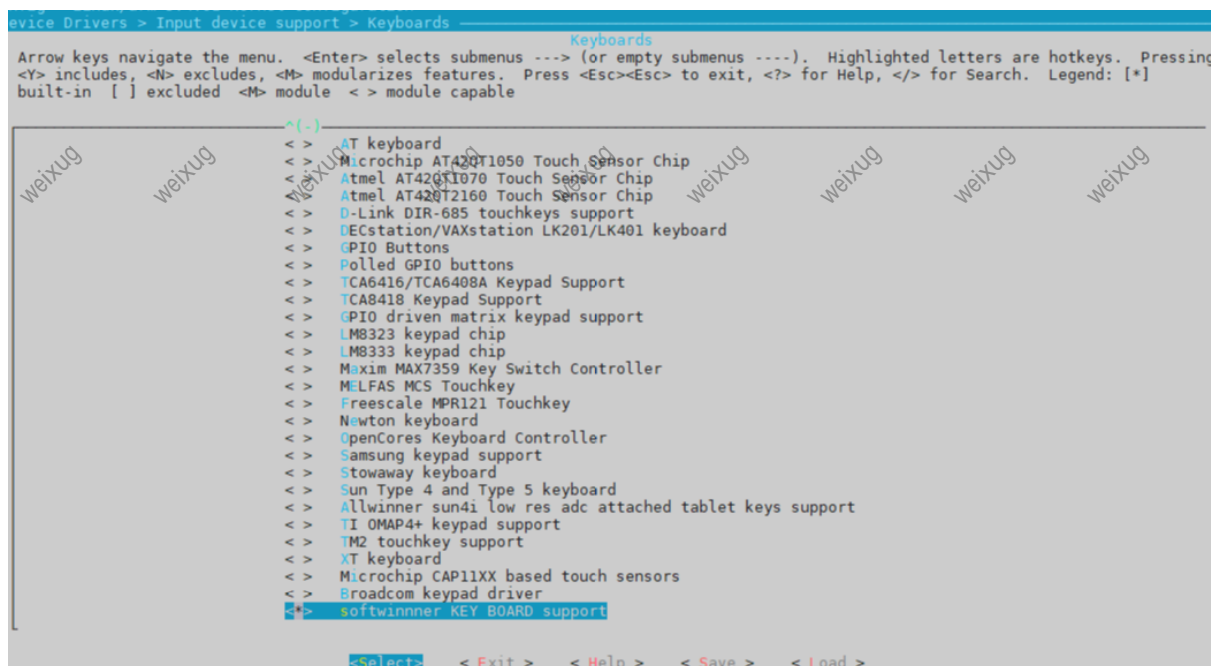 evice Drivers > Input device support > Keyboards
Keyboards
Arrow keys navigate the menu.  <Enter> selects submenus ---> (or empty submenus ----).  Highlighted letters are hotkeys.  Pressing
<Y> includes, <N> excludes, <M> modularizes features.  Press <Esc><Esc> to exit, <?> for Help, </> for Search.  Legend: [*]
built-in  [ ] excluded  <M> module  < > module capable
^(-)
< >   AT keyboard
< >   Microchip AT42QT1050 Touch Sensor Chip
< >   Atmel AT42QT1070 Touch Sensor Chip
< >   Atmel AT42QT2160 Touch Sensor Chip
< >   D-Link DIR-685 touchkeys support
< >   DECstation/VAXstation LK201/LK401 keyboard
< >   GPIO Buttons
< >   Polled GPIO buttons
< >   TCA6416/TCA6408A Keypad Support
< >   TCA8418 Keypad Support
< >   GPIO driven matrix keypad support
< >   LM8323 keypad chip
< >   LM8333 keypad chip
< >   Maxim MAX7359 Key Switch Controller
< >   MELFAS MCS Touchkey
< >   Freescale MPR121 Touchkey
< >   Newton keyboard
< >   OpenCores Keyboard Controller
< >   Samsung keypad support
< >   Stowaway keyboard
< >   Sun Type 4 and Type 5 keyboard
< >   Allwinner sun4i low res adc attached tablet keys support
< >   TI OMAP4+ keypad support
< >   TM2 touchkey support
< >   XT keyboard
< >   Microchip CAP11XX based touch sensors
< >   Broadcom keypad driver
<*>   softwinnner KEY BOARD support
<Select>    < Exit >    < Help >    < Save >    < Load >
weixug weixug weixug weixug weixug weixug weixug weixug weixug